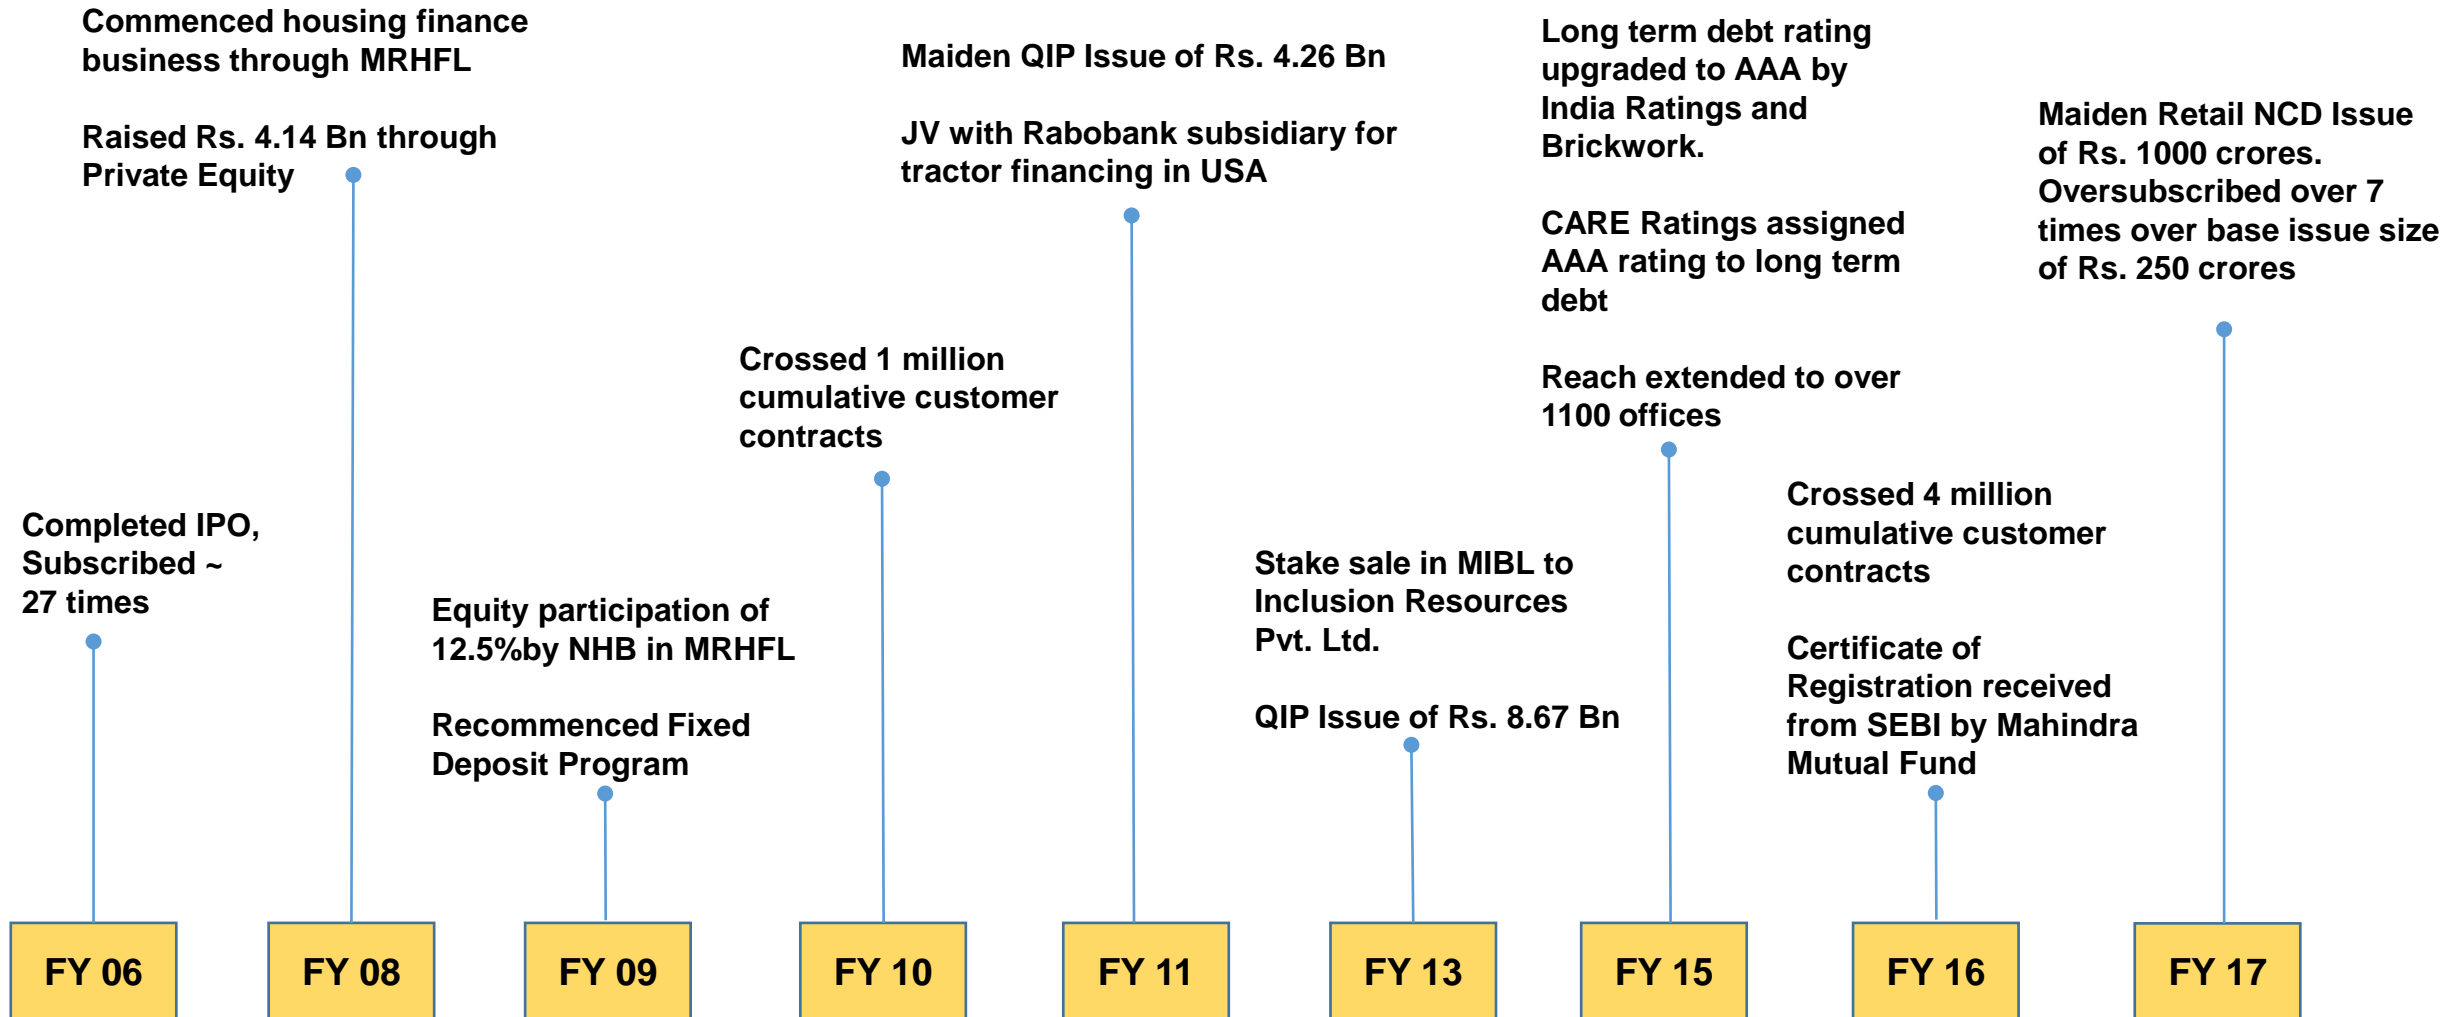 Commenced housing finance
business through MRHFL
Raised Rs. 4.14 Bn through
Private Equity
Maiden QIP Issue of Rs. 4.26 Bn
JV with Rabobank subsidiary for
tractor financing in USA
Long term debt rating
upgraded to AAA by
India Ratings and
Brickwork.
CARE Ratings assigned
AAA rating to long term
debt
Reach extended to over
1100 offices
Maiden Retail NCD Issue
of Rs. 1000 crores.
Oversubscribed over 7
times over base issue size
of Rs. 250 crores
Crossed 1 million
cumulative customer
contracts
Completed IPO,
Subscribed ~
27 times
Equity participation of
12.5%by NHB in MRHFL
Recommenced Fixed
Deposit Program
Stake sale in MIBL to
Inclusion Resources
Pvt. Ltd.
QIP Issue of Rs. 8.67 Bn
Crossed 4 million
cumulative customer
contracts
Certificate of
Registration received
from SEBI by Mahindra
Mutual Fund
FY 06
FY 08
FY 09
FY 10
FY 11
FY 13
FY 15
FY 16
FY 17